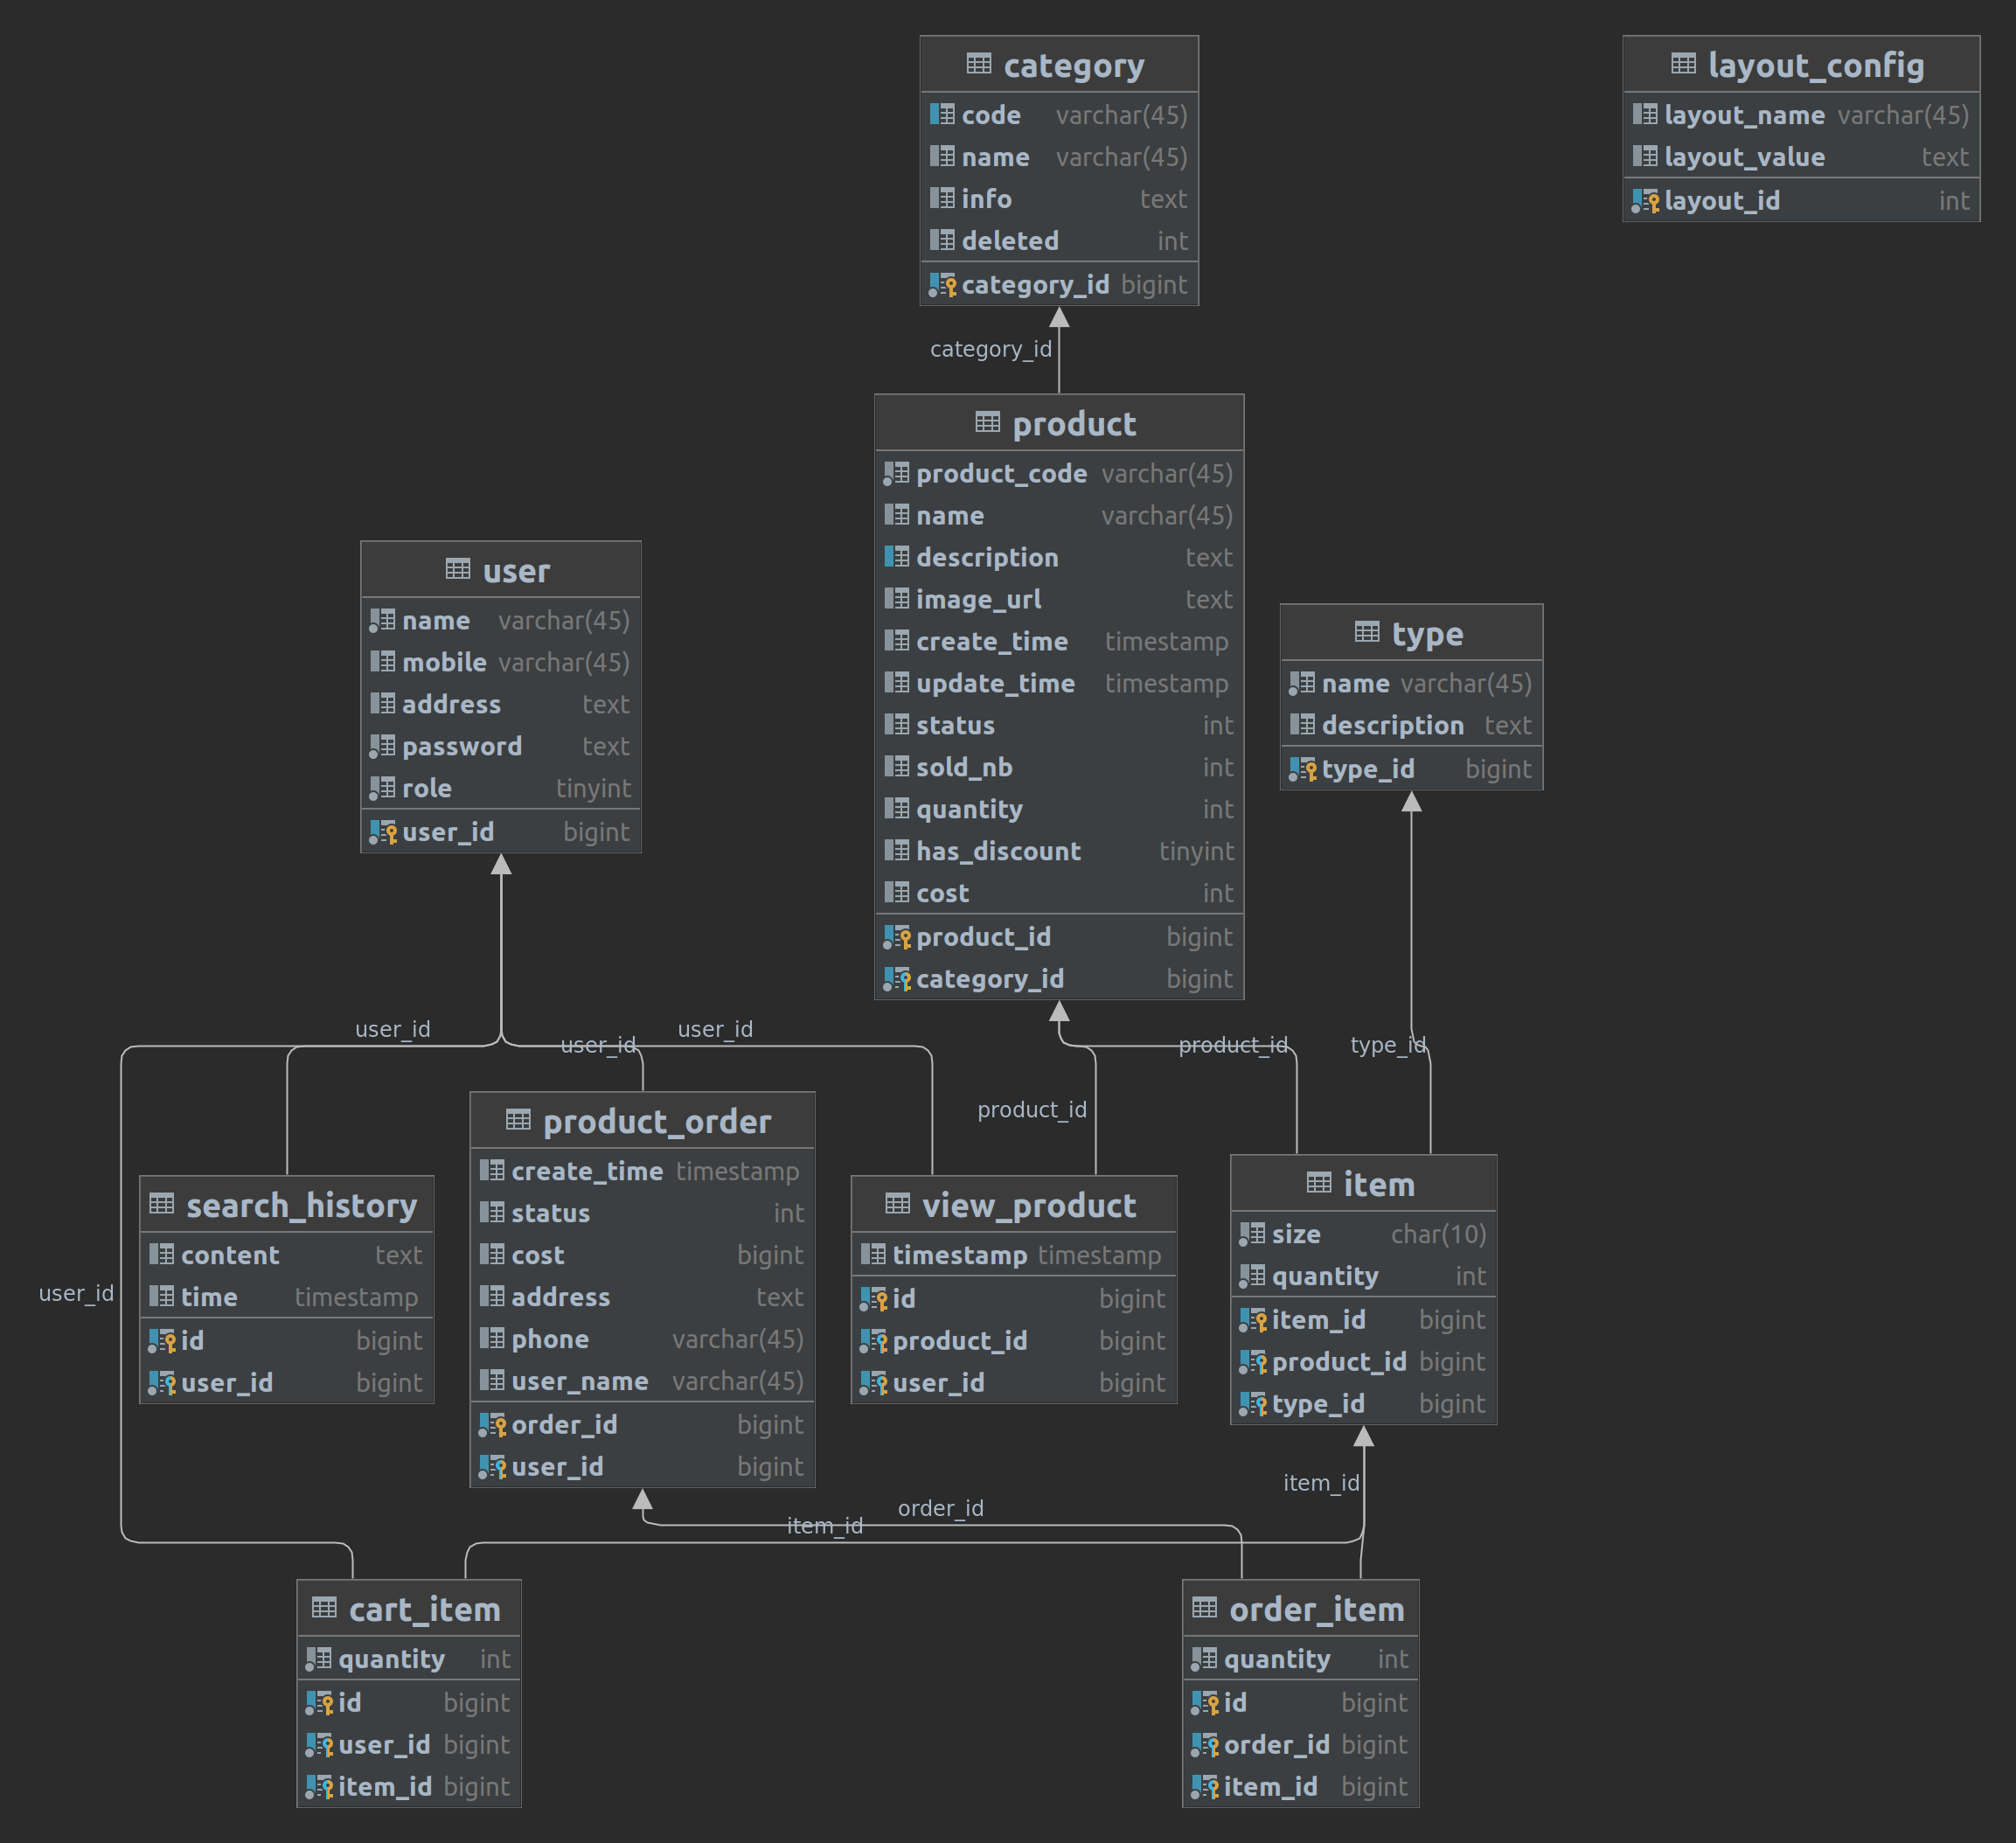 category
code varchar(45)
name varchar(45)
info text
deleted int
category_id bigint
layout_config
layout_name varchar(45)
layout_value text
layout_id int
category_id
product
product_code varchar(45)
name varchar(45)
description text
image_url text
create_time timestamp
update_time timestamp
status int
sold_nb int
quantity int
has_discount tinyint
cost int
product_id bigint
category_id bigint
user
name varchar(45)
mobile varchar(45)
address text
password text
role tinyint
user_id bigint
type
name varchar(45)
description text
type_id bigint
user_id
user_id
user_id
product_id
type_id
product_id
user_id
search_history
content text
time timestamp
id bigint
user_id bigint
product_order
create_time timestamp
status int
cost bigint
address text
phone varchar(45)
user_name varchar(45)
order_id bigint
user_id bigint
view_product
timestamp timestamp
id bigint
product_id bigint
user_id bigint
item
size char(10)
quantity int
item_id bigint
product_id bigint
type_id bigint
item_id
order_id
item_id
cart_item
quantity int
id bigint
user_id bigint
item_id bigint
order_item
quantity int
id bigint
order_id bigint
item_id bigint